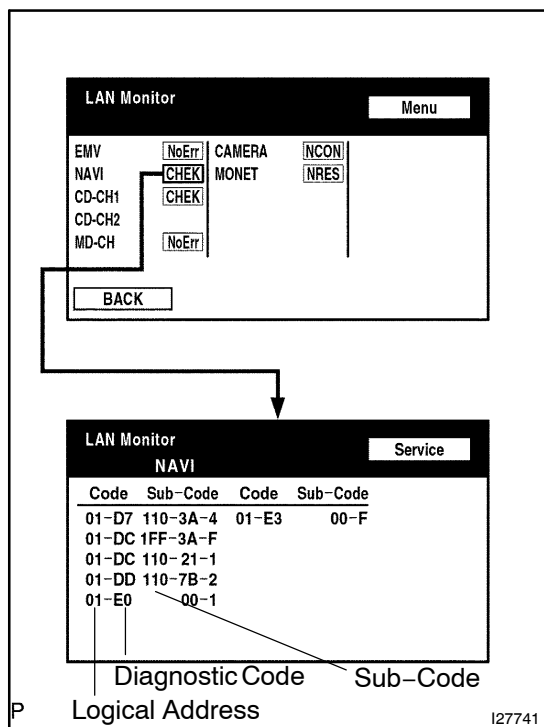 LAN Monitor
Menu
EMV NoErr CAMERA NCON
NAVI CHEK MONET NRES
CD-CH1 CHEK
CD-CH2
MD-CH NoErr
BACK
LAN Monitor
NAVI
Service
Code Sub-Code Code Sub-Code
01-D7 110-3A-4 01-E3 00-F
01-DC 1FF-3A-F
01-DC 110-21-1
01-DD 110-7B-2
01-E0 00-1
Diagnostic Code Sub-Code
Logical Address
P
I27741